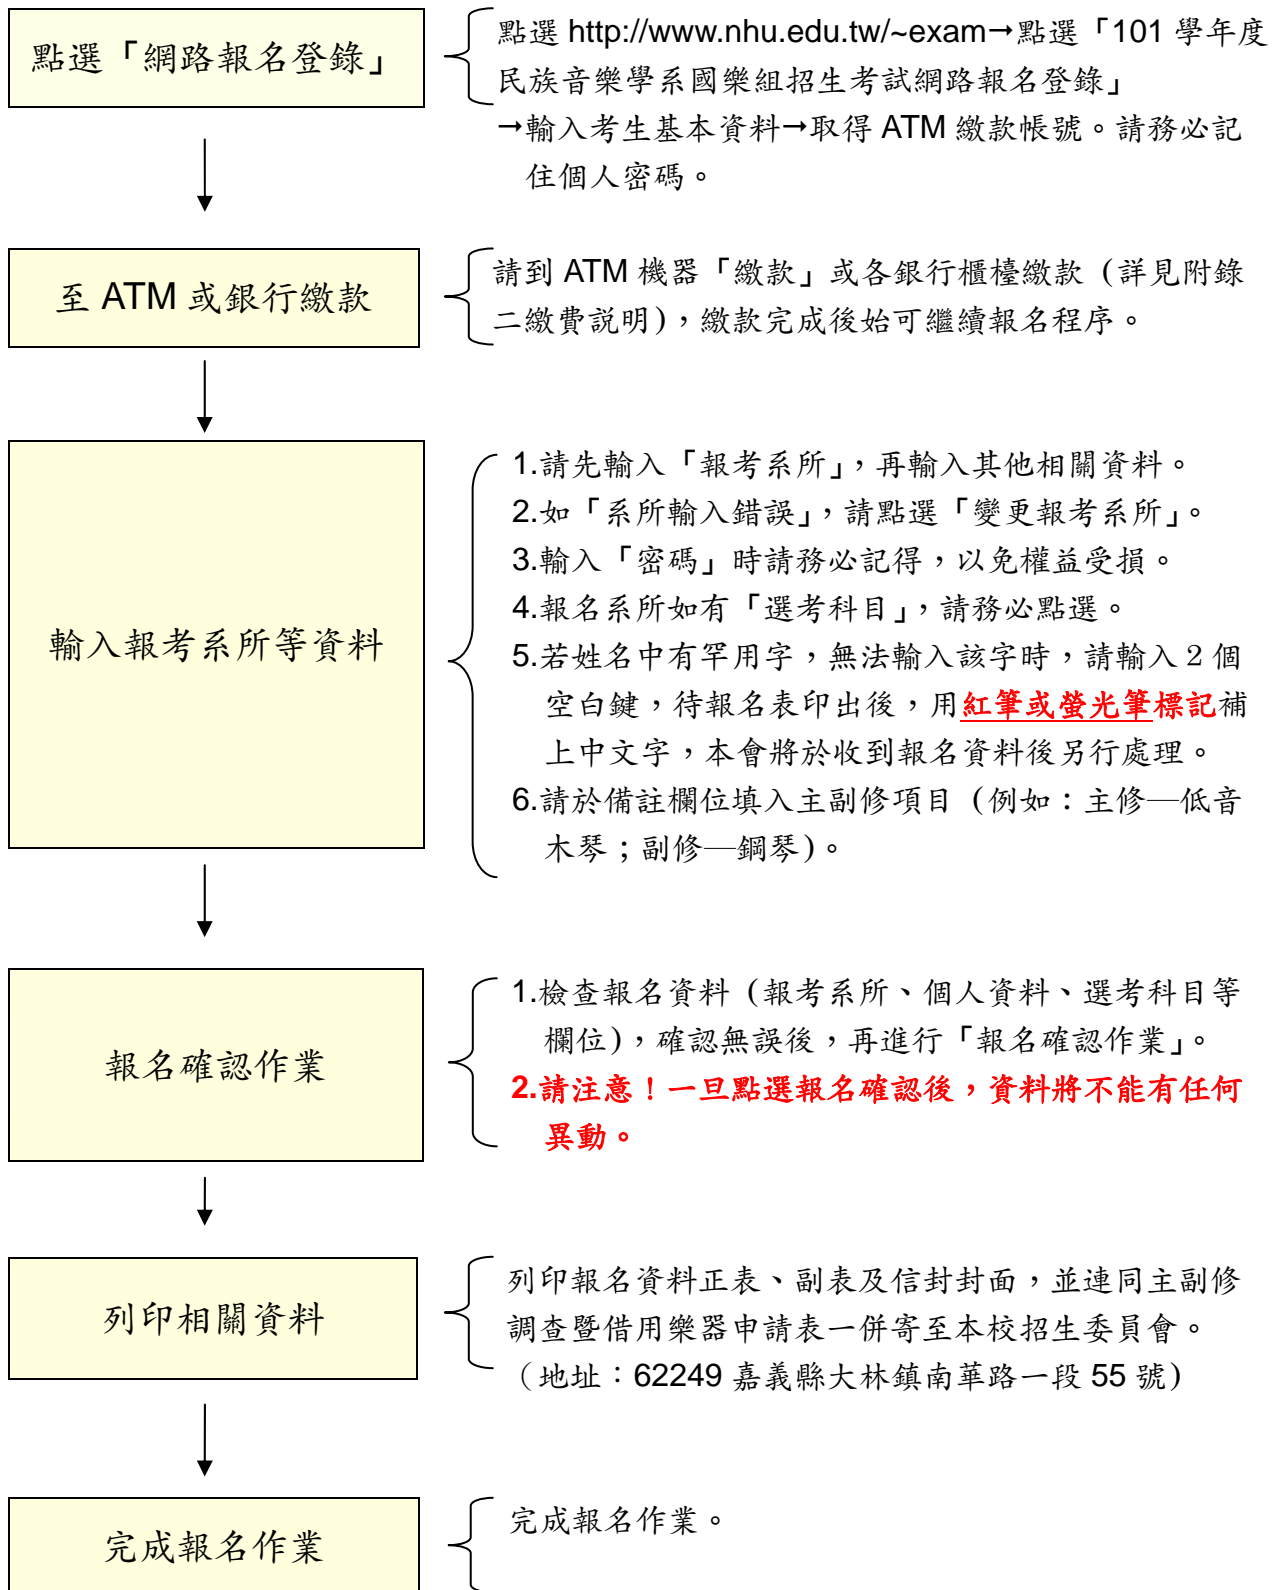 點選「網路報名登錄」
點選 http://www.nhu.edu.tw/~exam→點選「101 學年度
民族音樂學系國樂組招生考試網路報名登錄」
→輸入考生基本資料→取得 ATM 繳款帳號。請務必記
住個人密碼。
至 ATM 或銀行繳款
請到 ATM 機器「繳款」或各銀行櫃檯繳款（詳見附錄
二繳費說明），繳款完成後始可繼續報名程序。
輸入報考系所等資料
1.請先輸入「報考系所」，再輸入其他相關資料。
2.如「系所輸入錯誤」，請點選「變更報考系所」。
3.輸入「密碼」時請務必記得，以免權益受損。
4.報名系所如有「選考科目」，請務必點選。
5.若姓名中有罕用字，無法輸入該字時，請輸入２個
空白鍵，待報名表印出後，用紅筆或螢光筆標記補
上中文字，本會將於收到報名資料後另行處理。
6.請於備註欄位填入主副修項目（例如：主修—低音
木琴；副修—鋼琴）。
報名確認作業
1.檢查報名資料（報考系所、個人資料、選考科目等
欄位），確認無誤後，再進行「報名確認作業」。
2.請注意！一旦點選報名確認後，資料將不能有任何
異動。
列印相關資料
列印報名資料正表、副表及信封封面，並連同主副修
調查暨借用樂器申請表一併寄至本校招生委員會。
（地址：62249 嘉義縣大林鎮南華路一段 55 號）
完成報名作業
完成報名作業。